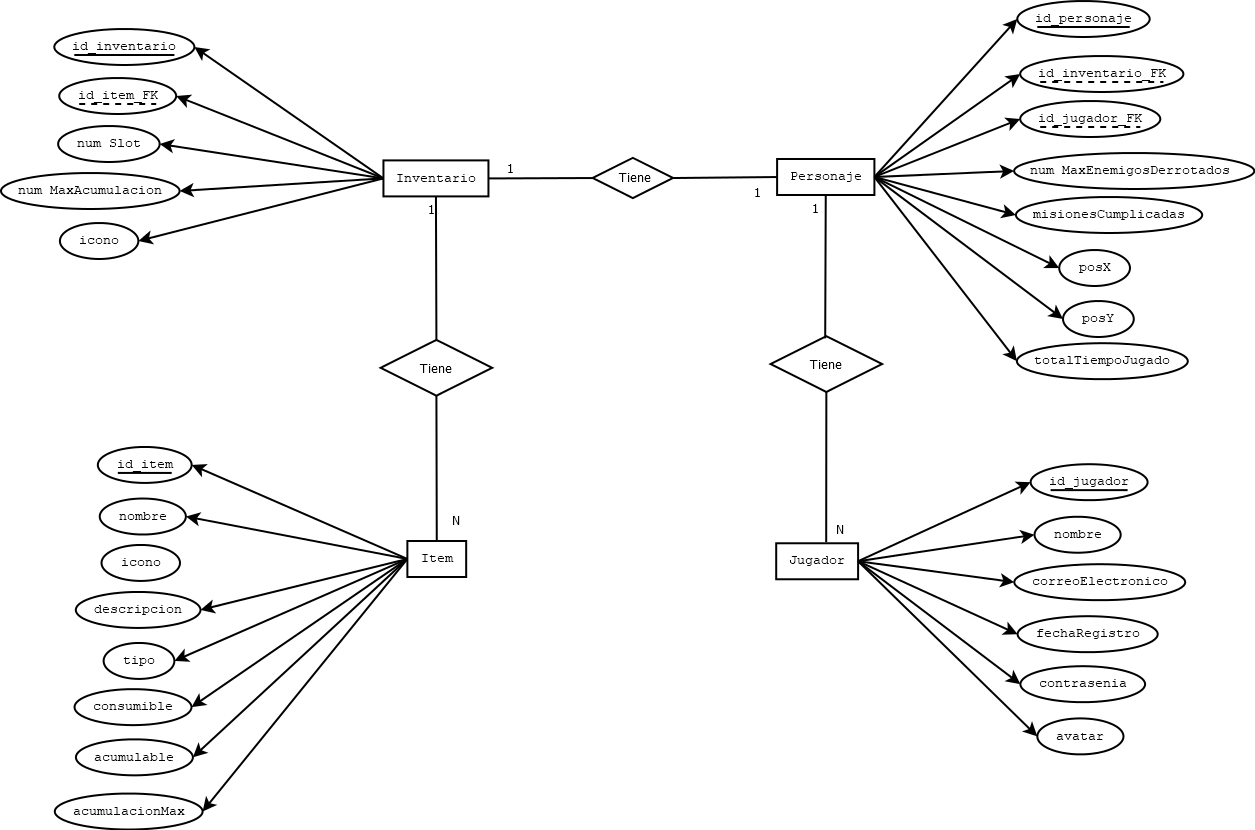 id_inventario
id_item_FK
num Slot
num MaxAcumulacion
icono
Inventario
1
Tiene
1
Personaje
id_personaje
id_inventario_FK
id_jugador_FK
num MaxEnemigosDerrotados
misionesCumplicadas
posX
posY
totalTiempoJugado
1
Tiene
N
1
Tiene
N
id_item
nombre
icono
descripcion
tipo
consumible
acumulable
acumulacionMax
Item
Jugador
id_jugador
nombre
correoElectronico
fechaRegistro
contrasenia
avatar